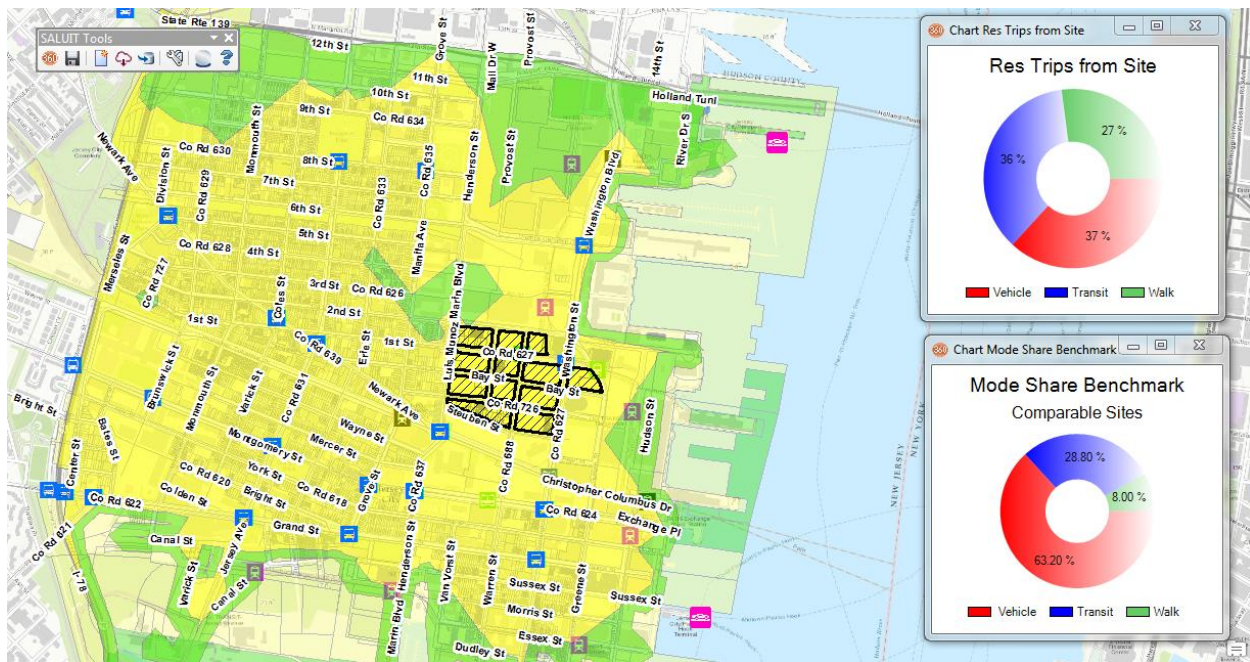 State Rte 139
SALUIT Tools
12th St
Grove St
Mall Dr W
Provost St
14th St
HUDSON COUNTY
11th St
10th St
Holland Tunl
9th St
Co Rd 634
Newark Ave
Co Rd 630
Monmouth St
8th St
Co Rd 635
Henderson St
Provost St
River Dr S
Washington Blvd
Division St
Co Rd 629
7th St
Co Rd 633
6th St
Manila Ave
5th St
Co Rd 628
4th St
Merseles St
Co Rd 727
Coles St
3rd St
Co Rd 626
2nd St
Luis Munoz Marin Blvd
1st St
Co Rd 639
Erie St
1st St
Co Rd 627
Washington St
Bay St
Bay St
Co Rd 726
Brunswick St
Monmouth St
Varick St
Co Rd 631
Newark Ave
Steuben St
Co Rd 627
Hudson St
Bright St
Bates St
Center St
Wayne St
Mercer St
Montgomery St
York St
Co Rd 688
Co Rd 620
Co Rd 618
Grove St
Co Rd 637
Christopher Columbus Dr
Co Rd 622
Colden St
Bright St
Co Rd 624
Exchange Pl
Co Rd 621
Grand St
Canal St
Jersey Ave
Henderson St
Van Vorst St
Warren St
Greene St
I-78
Varick St
Canal St
Sussex St
Sussex St
Marin Blvd
Morris St
Essex St
Dudley St
NEW JERSEY
NEW YORK
360 Chart Res Trips from Site
Res Trips from Site
27 %
36 %
37 %
Vehicle Transit Walk
360 Chart Mode Share Benchmark
Mode Share Benchmark
Comparable Sites
28.80 %
8.00 %
63.20 %
Vehicle Transit Walk